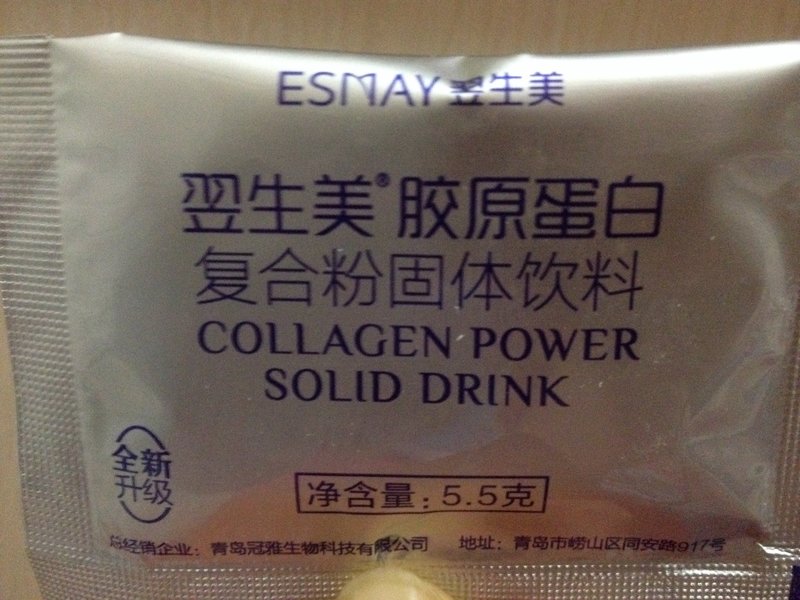 ESMAY 翌生美
翌生美® 胶原蛋白
复合粉固体饮料
COLLAGEN POWER
SOLID DRINK
全新
升级
净含量：5.5克
总经销企业：青岛冠雅生物科技有限公司 地址：青岛市崂山区同安路917号